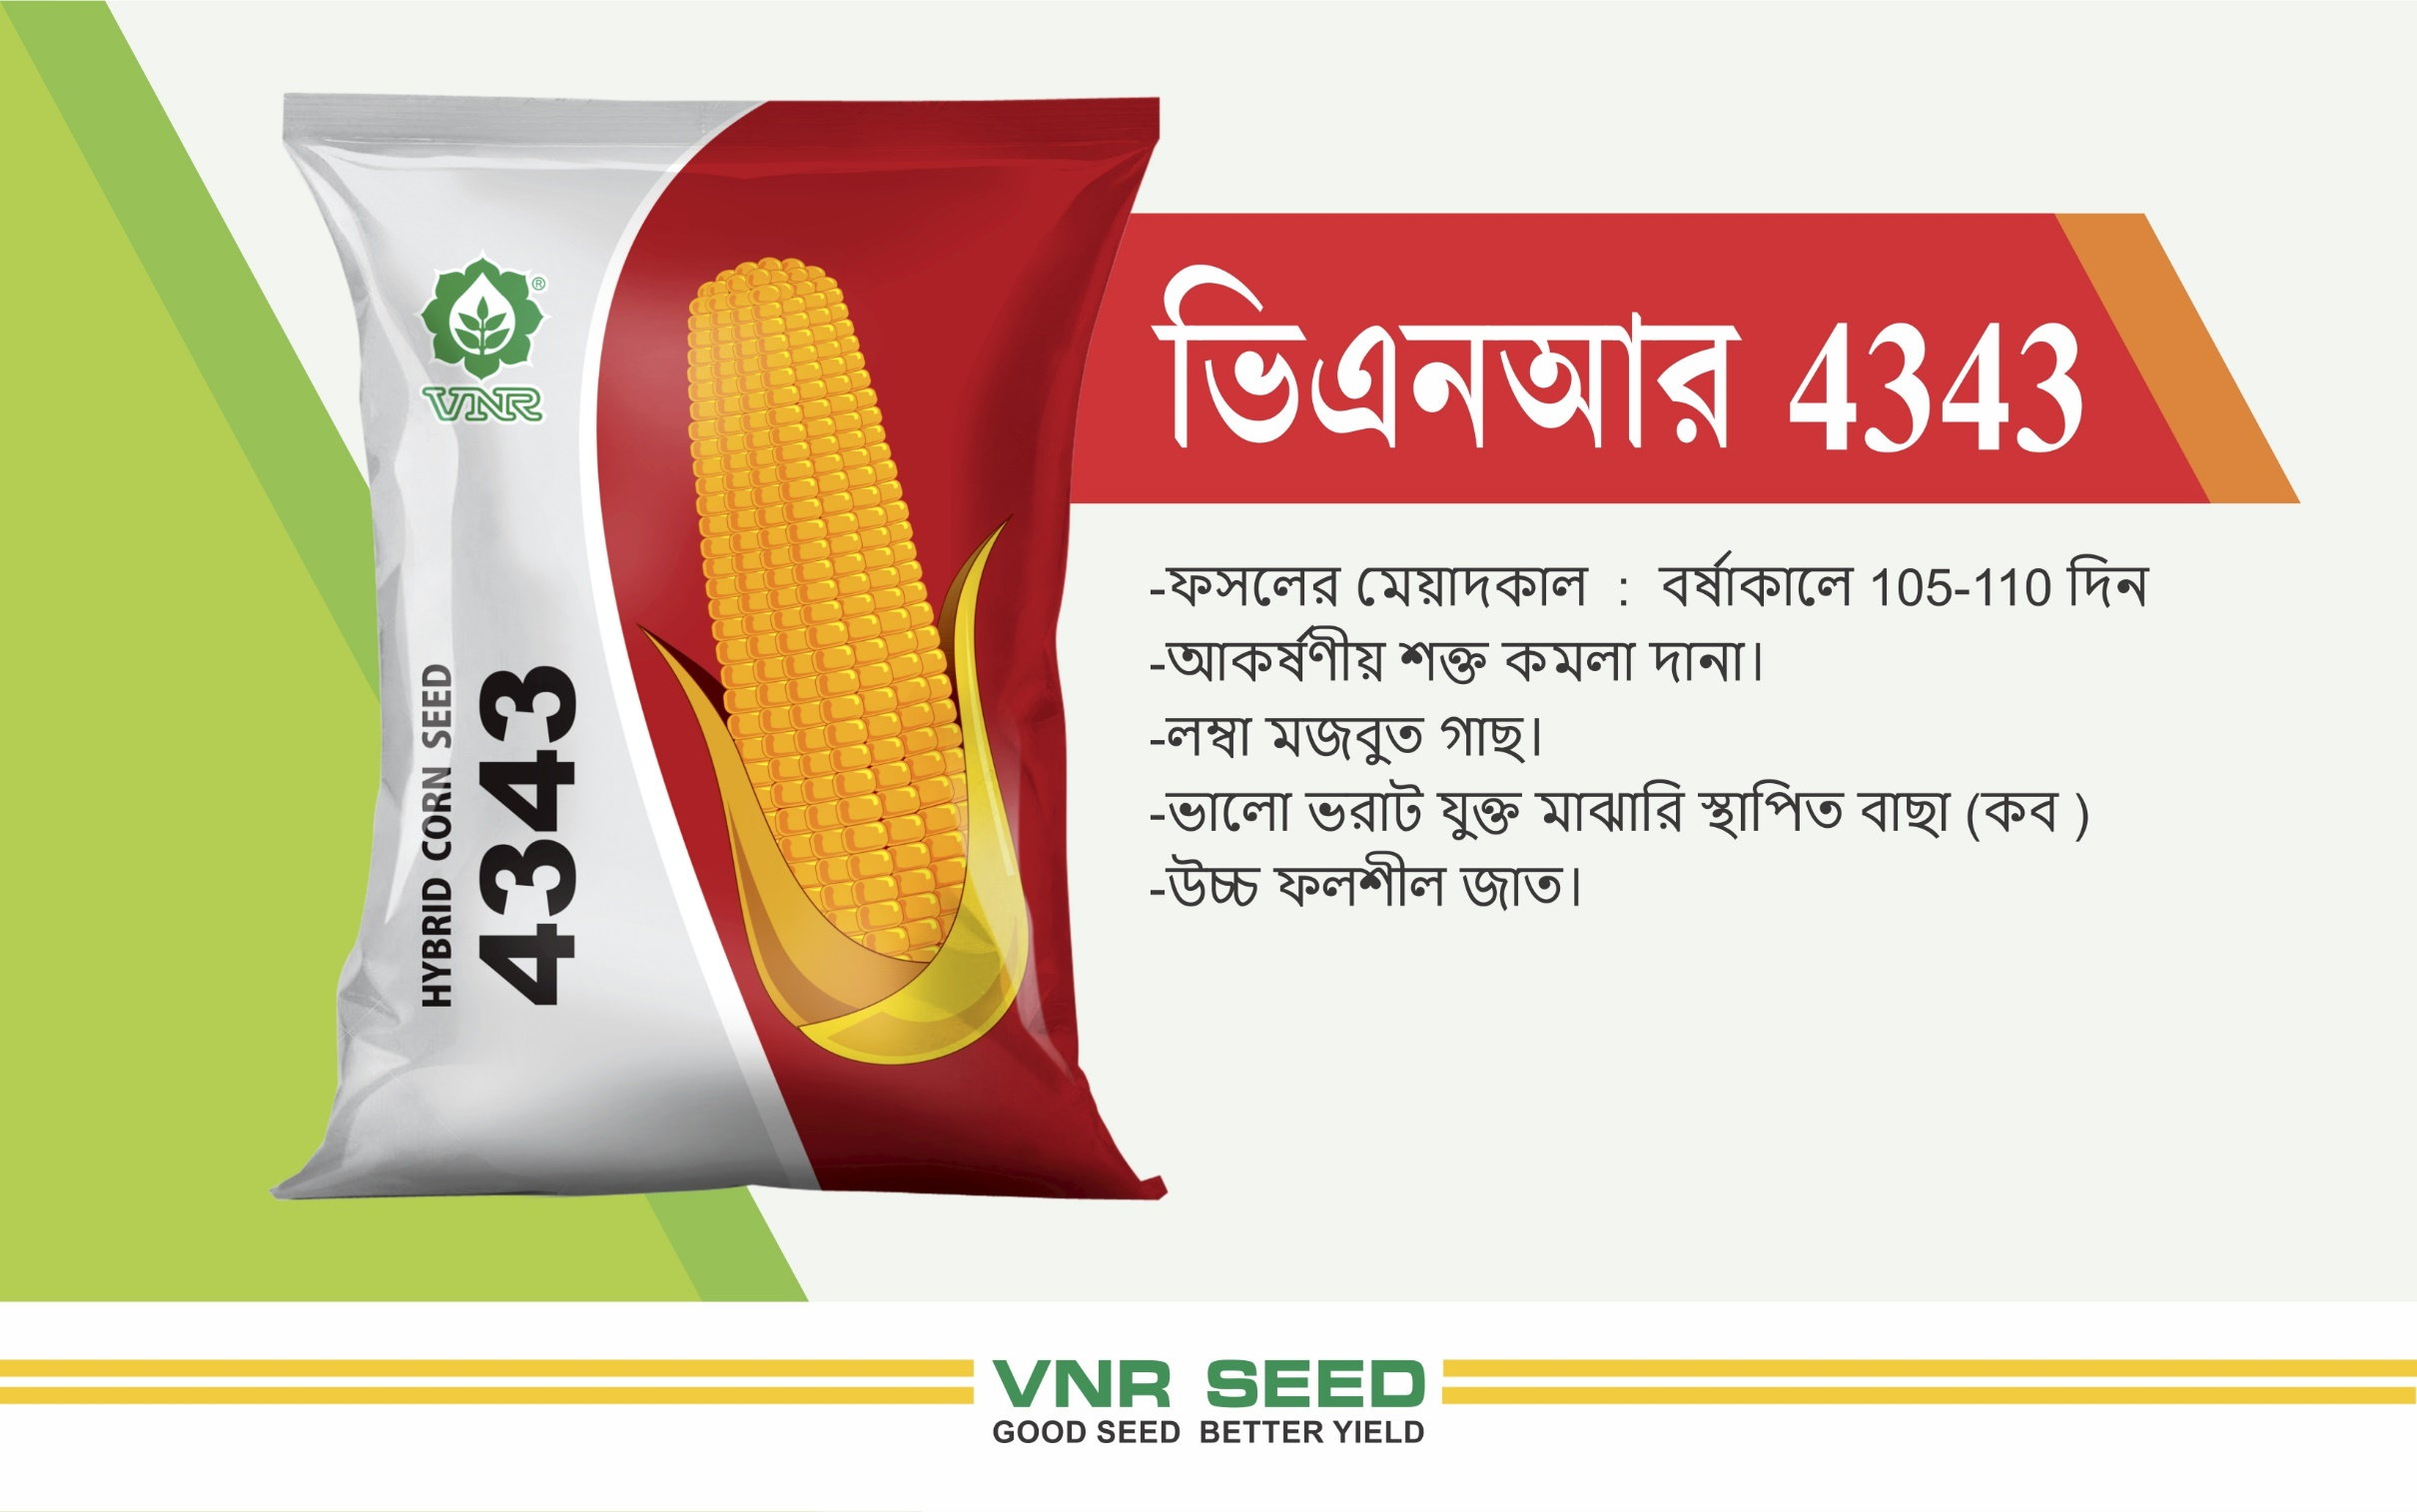 VNR
HYBRID CORN SEED
4343
ভিএনআর 4343
-ফসলের মেয়াদকাল : বর্ষাকালে 105-110 দিন
-আকর্ষণীয় শক্ত কমলা দানা।
-লম্বা মজবুত গাছ।
-ভালো ভরাট যুক্ত মাঝারি স্থাপিত বাছা (কব )
-উচ্চ ফলশীল জাত।
VNR SEED
GOOD SEED BETTER YIELD